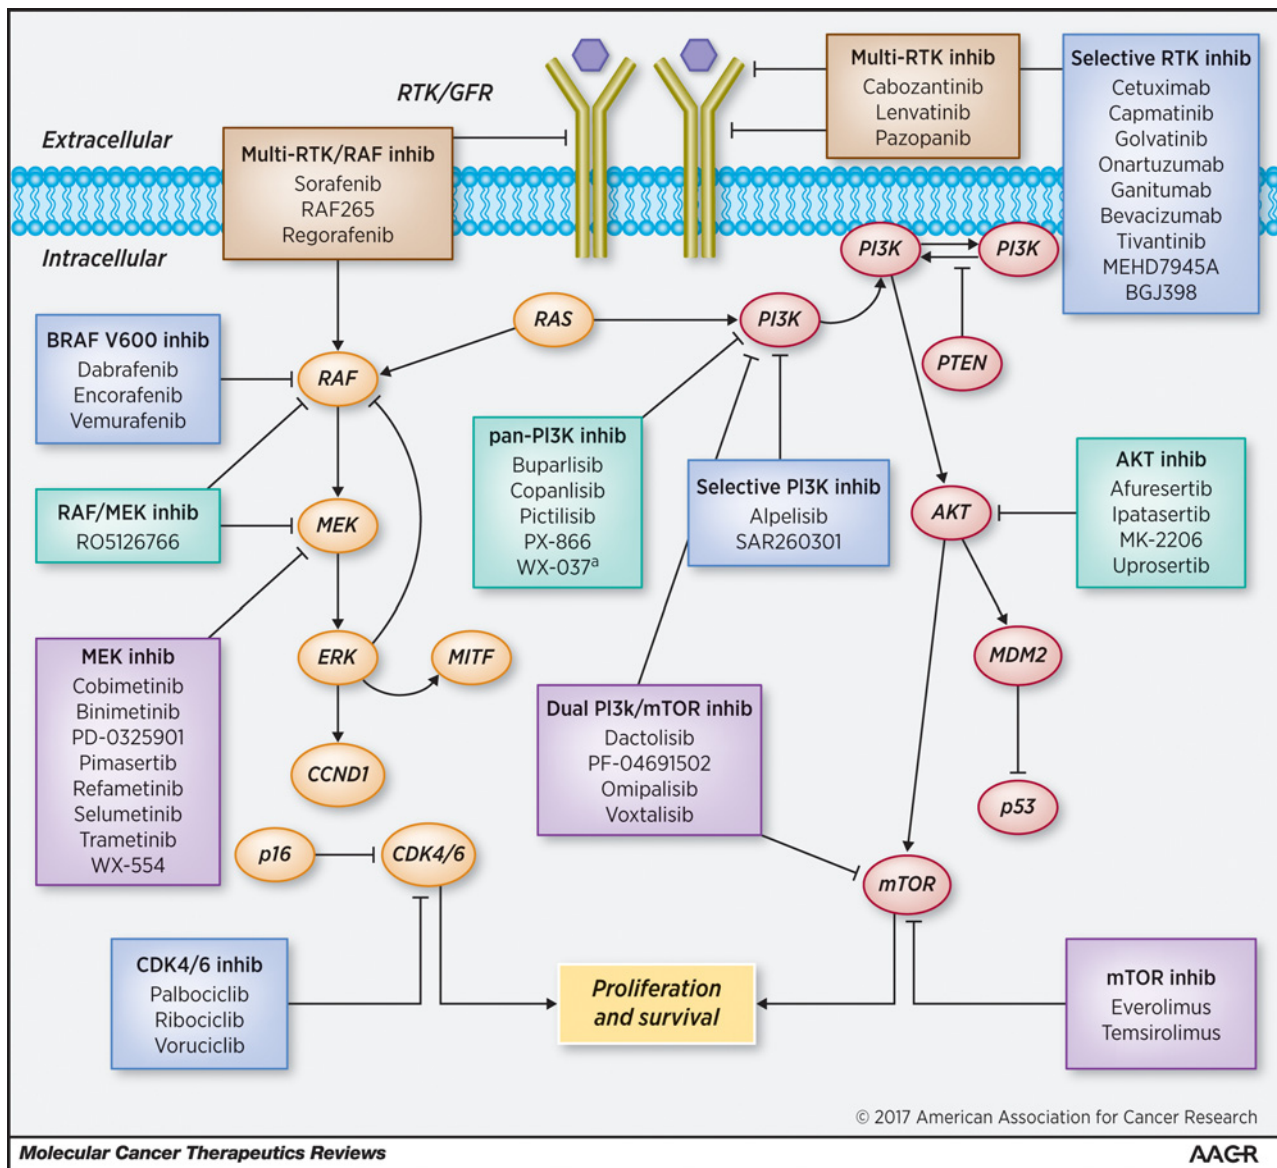 RTK/GFR
Extracellular
Intracellular
Multi-RTK/RAF inhib
Sorafenib
RAF265
Regorafenib
Multi-RTK inhib
Cabozantinib
Lenvatinib
Pazopanib
Selective RTK inhib
Cetuximab
Capmatinib
Golvatinib
Onartuzumab
Ganitumab
Bevacizumab
Tivantinib
MEHD7945A
BGJ398
PI3K
PI3K
RAS
PI3K
PTEN
BRAF V600 inhib
Dabrafenib
Encorafenib
Vemurafenib
RAF
pan-PI3K inhib
Buparlisib
Copanlisib
Pictilisib
PX-866
WX-037a
Selective PI3K inhib
Alpelisib
SAR260301
AKT
AKT inhib
Afuresertib
Ipatasertib
MK-2206
Uprosertib
RAF/MEK inhib
RO5126766
MEK
MEK inhib
Cobimetinib
Binimetinib
PD-0325901
Pimasertib
Refametinib
Selumetinib
Trametinib
WX-554
ERK
MITF
CCND1
Dual PI3k/mTOR inhib
Dactolisib
PF-04691502
Omipalisib
Voxtalisib
MDM2
p53
p16
CDK4/6
mTOR
CDK4/6 inhib
Palbociclib
Ribociclib
Voruciclib
Proliferation
and survival
mTOR inhib
Everolimus
Temsirolimus
© 2017 American Association for Cancer Research
Molecular Cancer Therapeutics Reviews
AACR